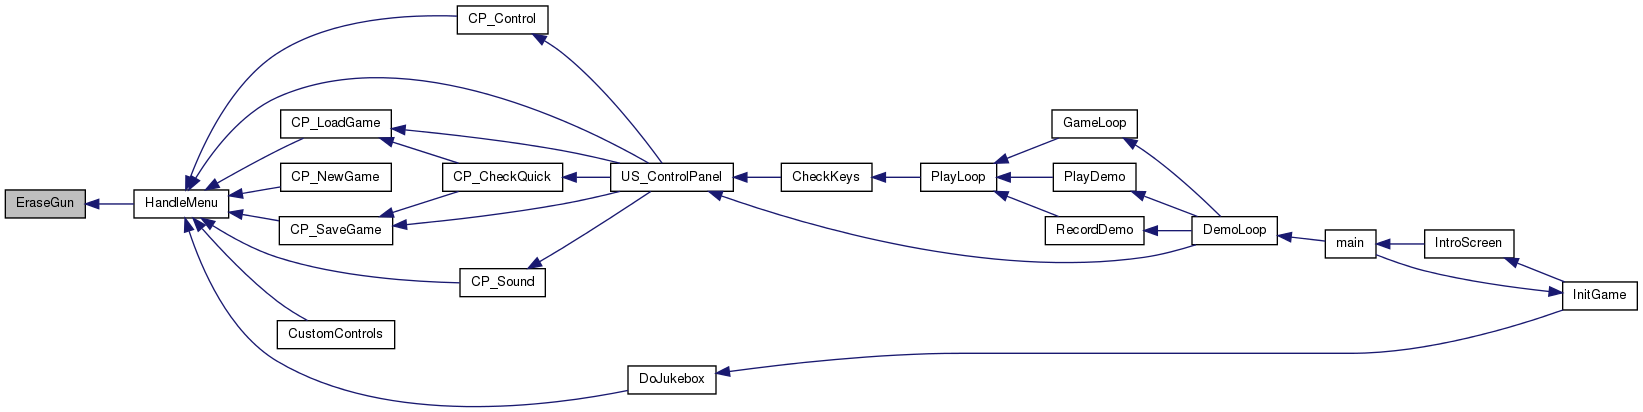 EraseGun
HandleMenu
CP_Control
CP_LoadGame
CP_NewGame
CP_SaveGame
CP_CheckQuick
CP_Sound
CustomControls
DoJukebox
US_ControlPanel
CheckKeys
PlayLoop
GameLoop
PlayDemo
RecordDemo
DemoLoop
main
IntroScreen
InitGame